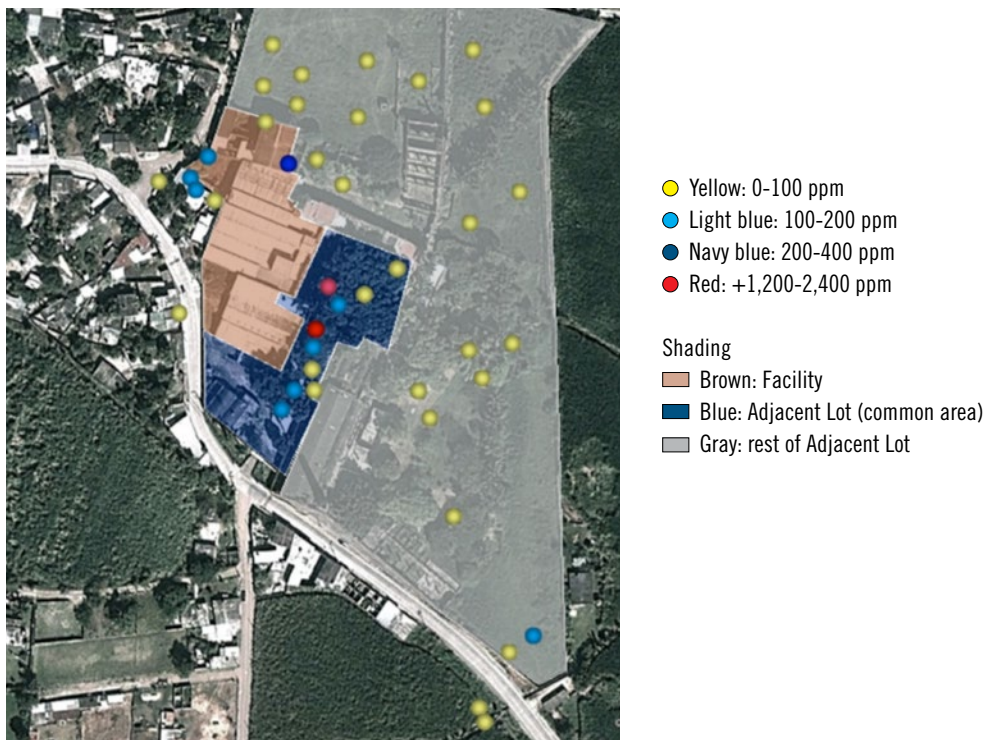 Yellow: 0-100 ppm
Light blue: 100-200 ppm
Navy blue: 200-400 ppm
Red: +1,200-2,400 ppm
Shading
Brown: Facility
Blue: Adjacent Lot (common area)
Gray: rest of Adjacent Lot